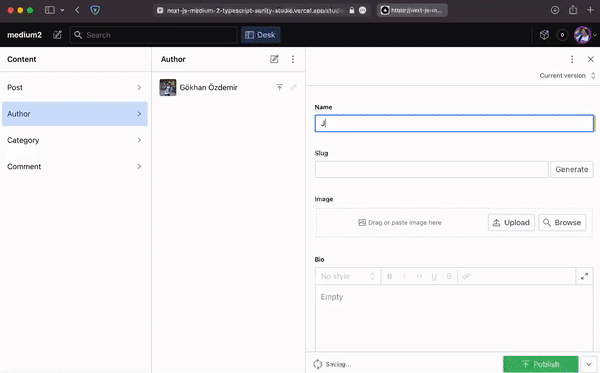 next-js-medium-2-typescript-sanity-studio.vercel.app/studio
https://next-js-m...
medium2
Search
Desk
0
Content
Author
Current version
Post
Gökhan Özdemir
Author
Category
Comment
Name
J
Slug
Generate
Image
Drag or paste image here
Upload
Browse
Bio
No style
B
i
U
S
Empty
Saving...
Publish